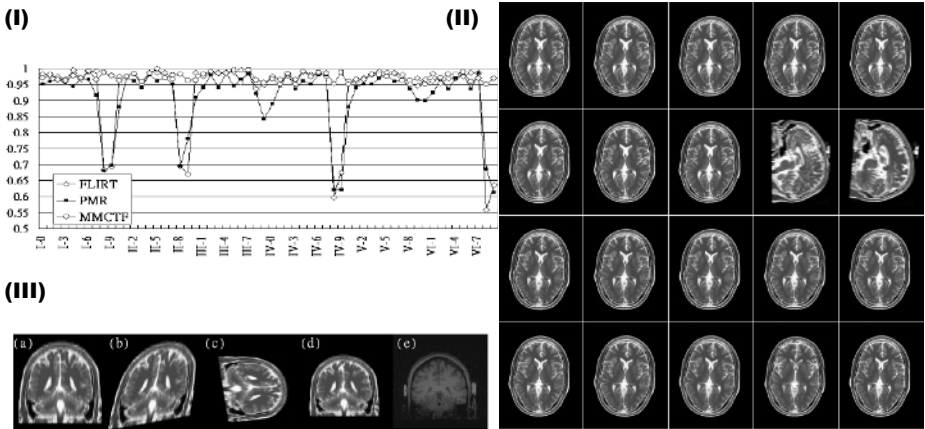 (I)
(II)
1
0.95
0.9
0.85
0.8
0.75
0.7
0.65
0.6
0.55
0.5
FLIRT
PMR
MMCTF
I-0
I-3
I-6
I-9
II-2
II-5
II-8
III-1
III-4
III-7
IV-0
IV-3
IV-6
IV-9
V-2
V-5
V-8
VI-1
VI-4
VI-7
(III)
(a)
(b)
(c)
(d)
(e)